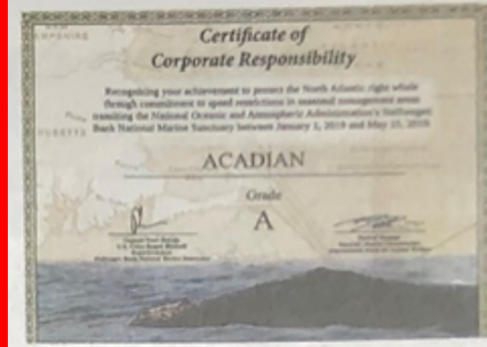 MPSHIRE
Certificate of
Corporate Responsibility
Recognizing your achievement to protect the North Atlantic right whale
through commitment to speed restrictions in seasonal management areas
transiting the National Oceanic and Atmospheric Administration's Stellwagen
Bank National Marine Sanctuary between January 1, 2019 and May 15, 2019.
HUSETTS
ACADIAN
Grade
A